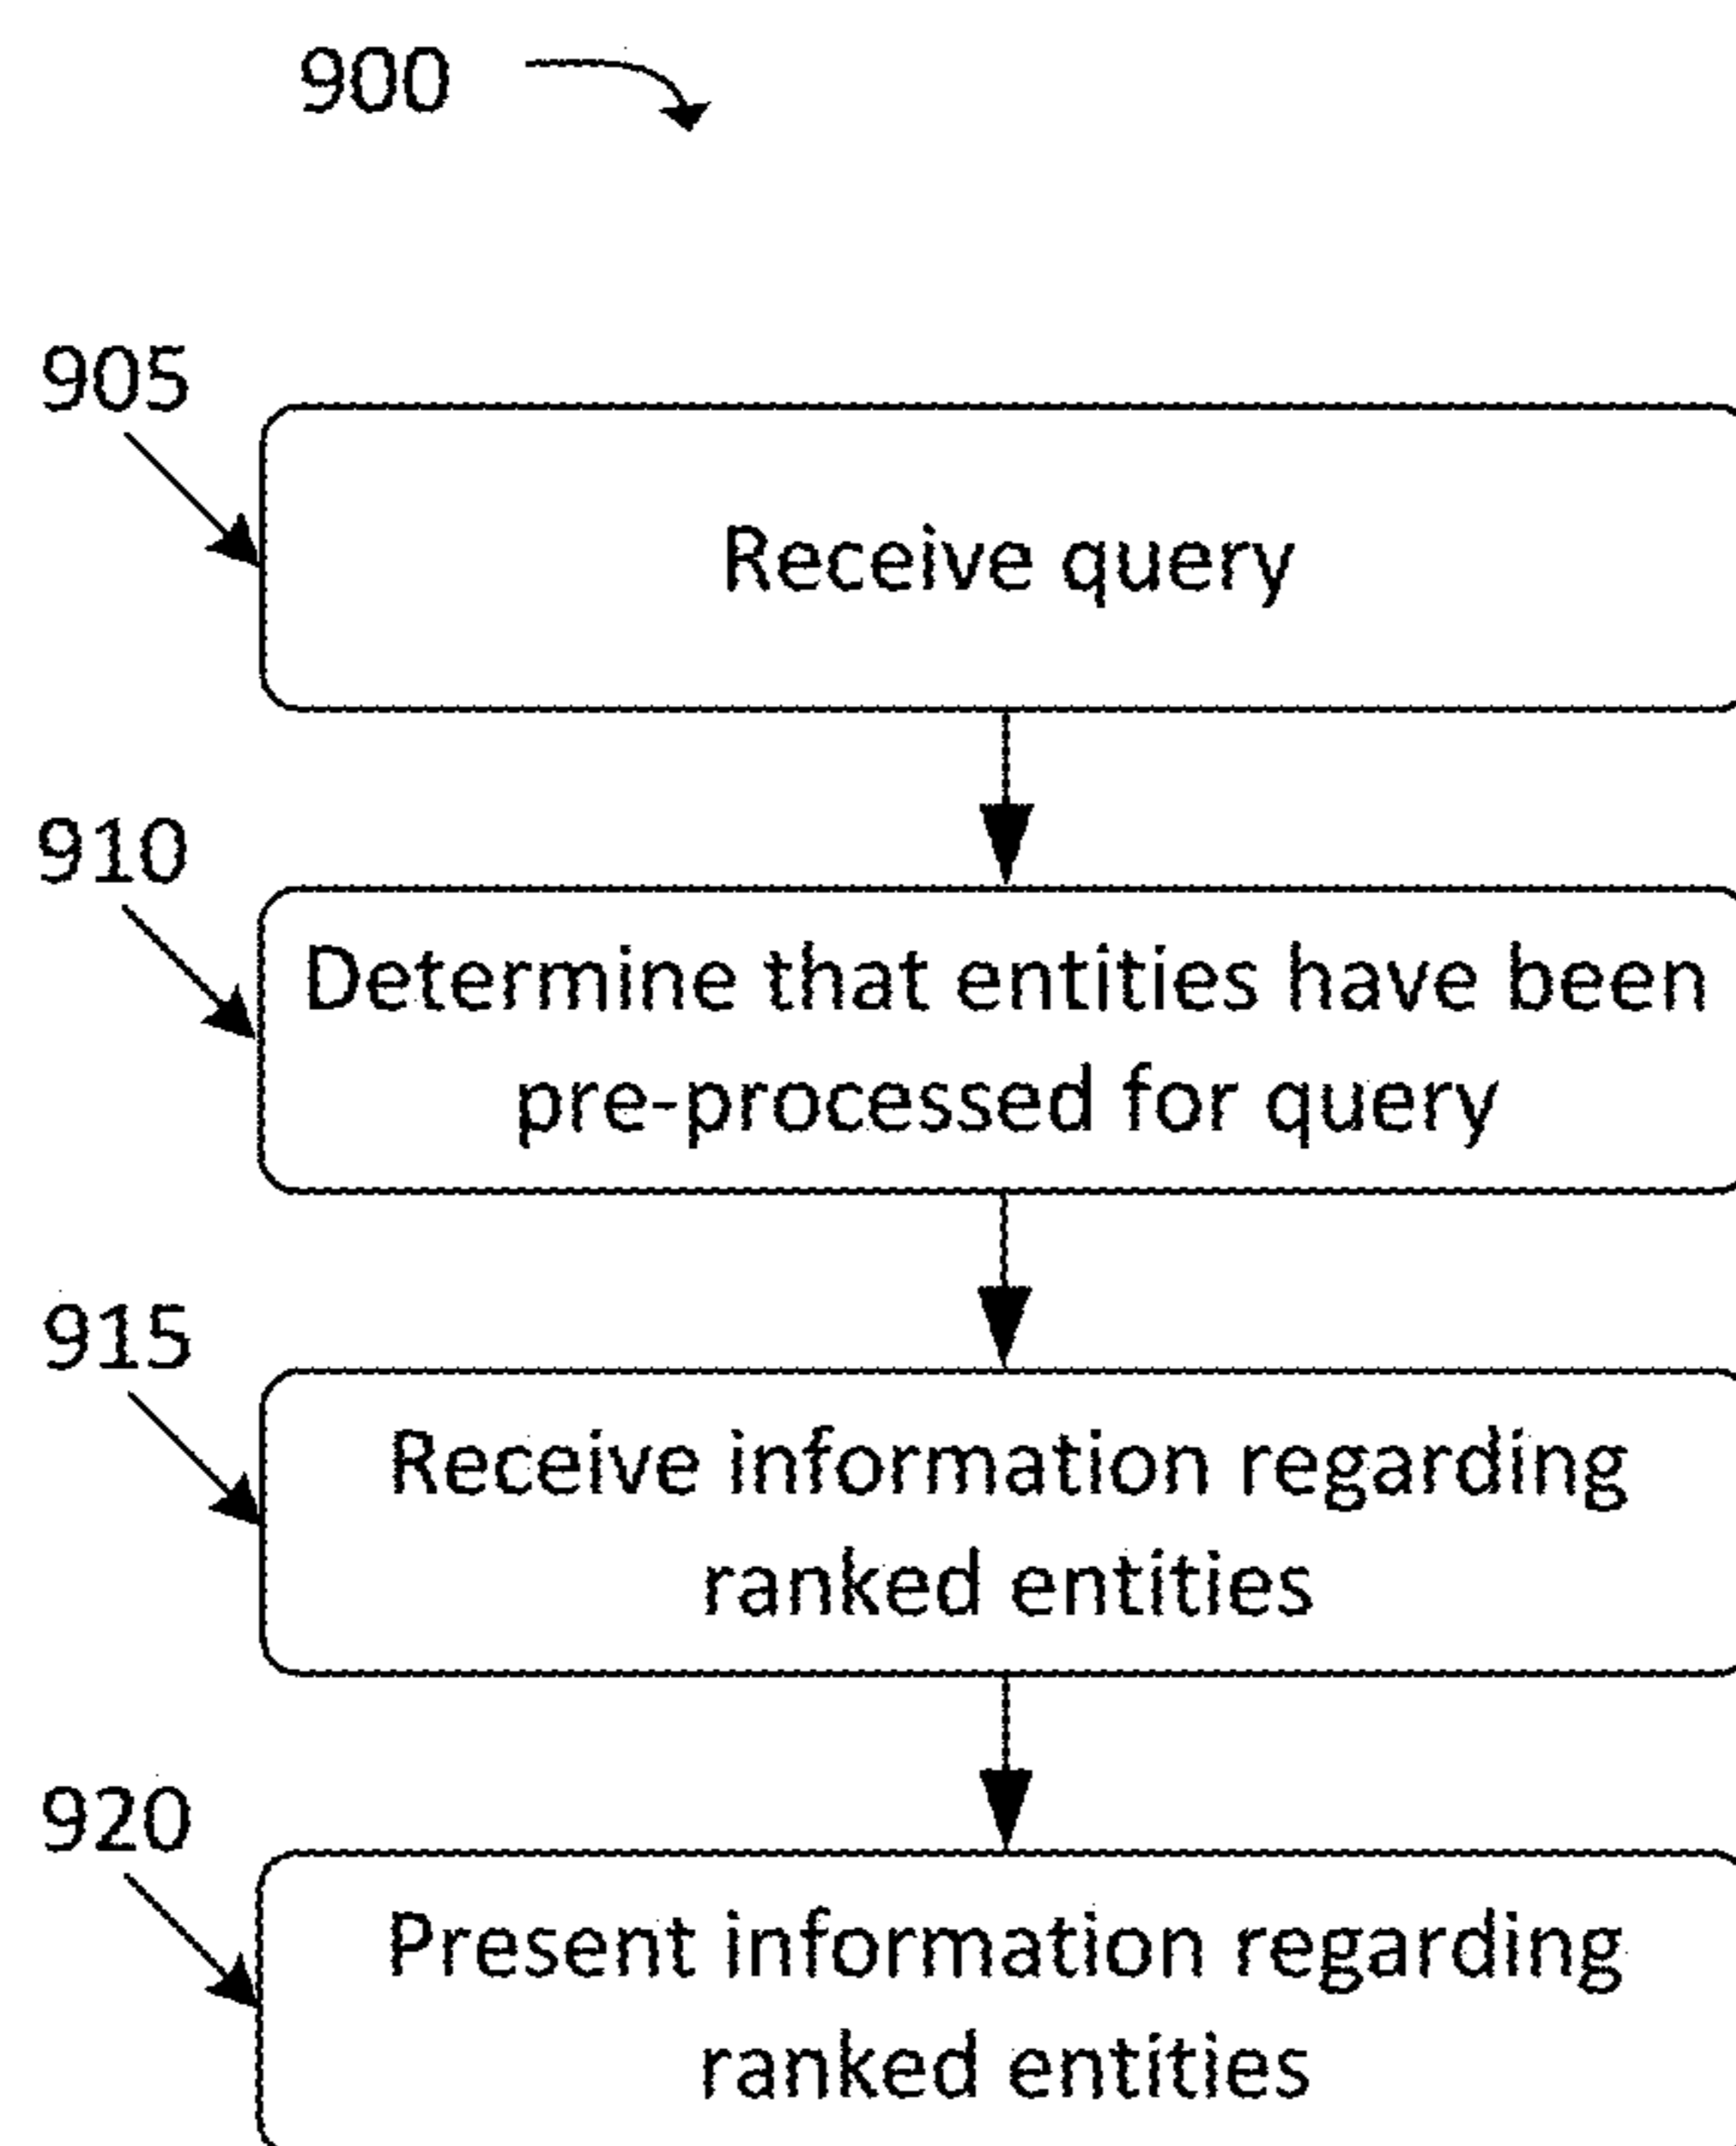 900
905
Receive query
910
Determine that entities have been
pre-processed for query
915
Receive information regarding
ranked entities
920
Present information regarding
ranked entities